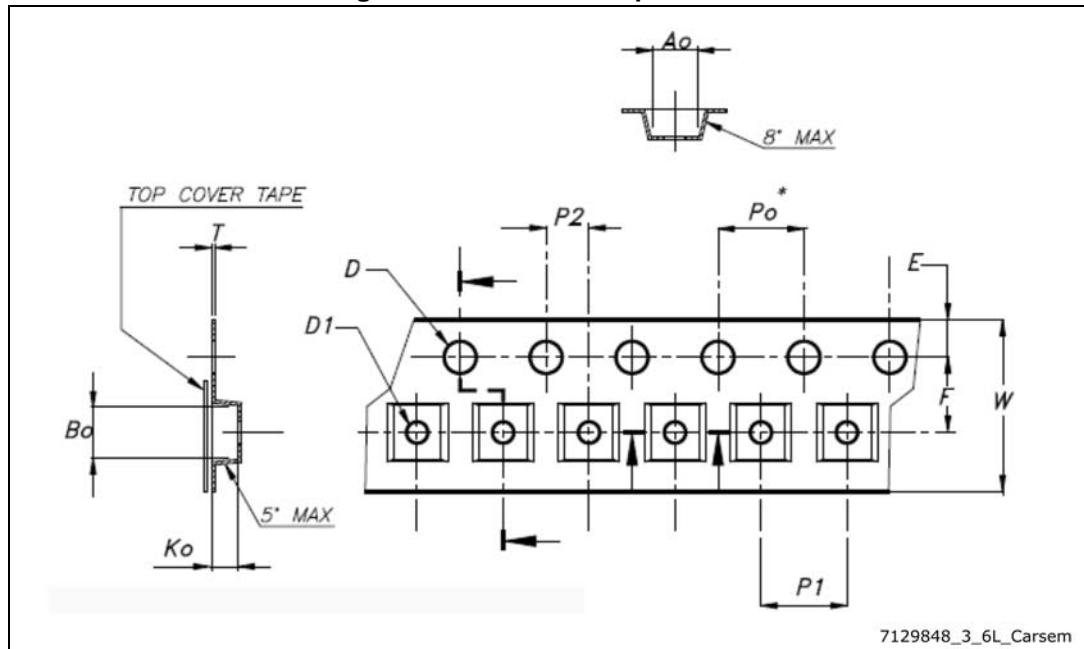 Ao
8° MAX
TOP COVER TAPE
T
P2
Po*
E
D
D1
F
W
Bo
5° MAX
Ko
P1
7129848_3_6L_Carsem